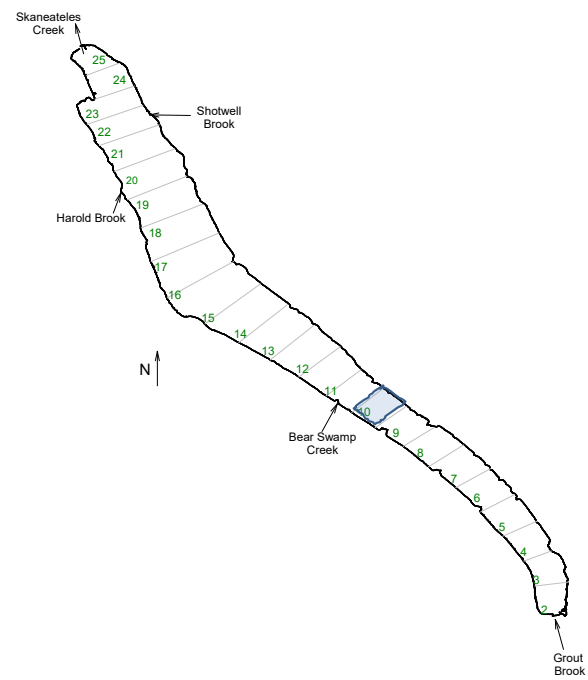 Skaneateles
Creek
25
24
Shotwell
Brook
23
22
21
20
19
Harold Brook
18
17
16
15
14
13
12
11
10
N
Bear Swamp
Creek
9
8
7
6
5
4
3
2
Grout
Brook